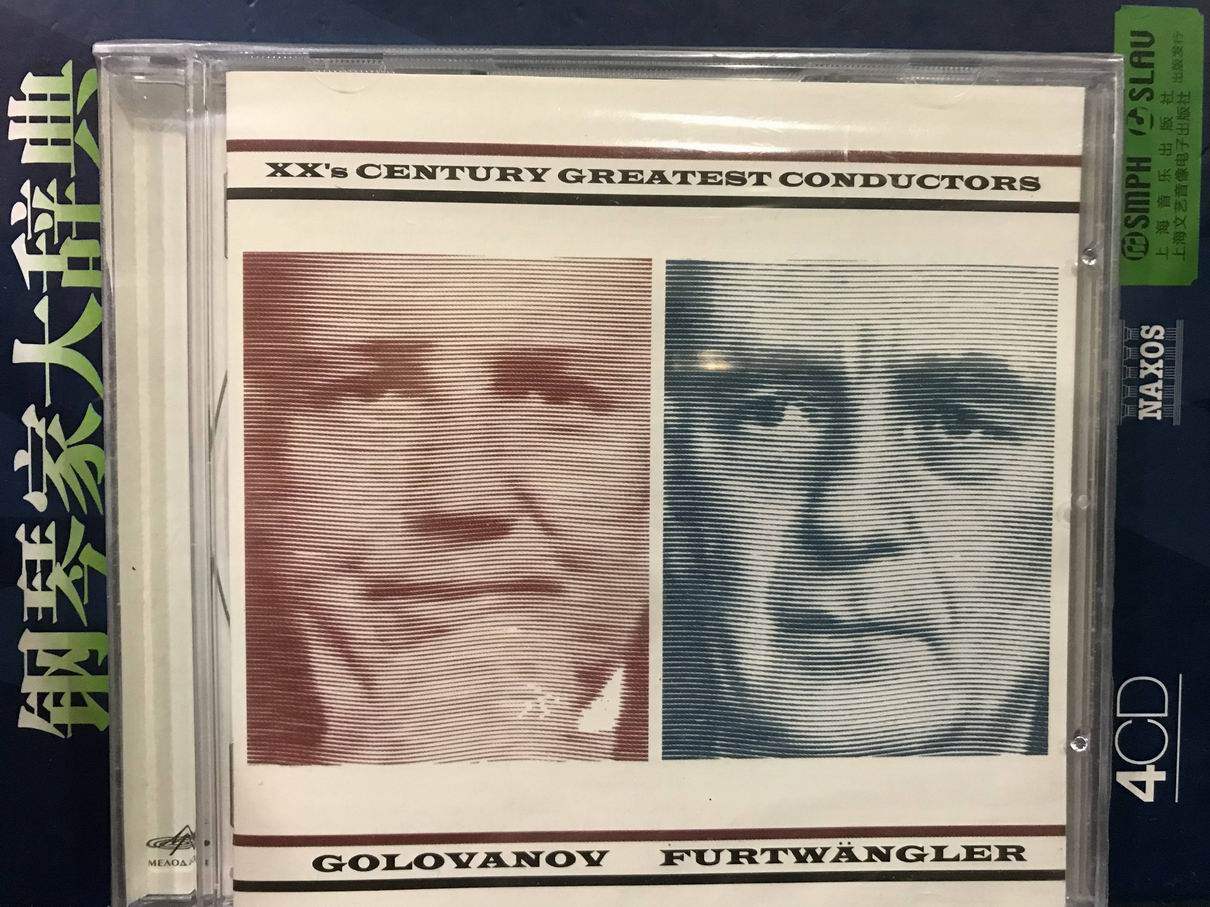 XX's CENTURY GREATEST CONDUCTORS
GOLOVANOV FURTWÄNGLER
钢琴家大辞典
SMPH SLAU
上海音乐出版社
上海文艺音像电子出版社
出版发行
NAXOS
4CD